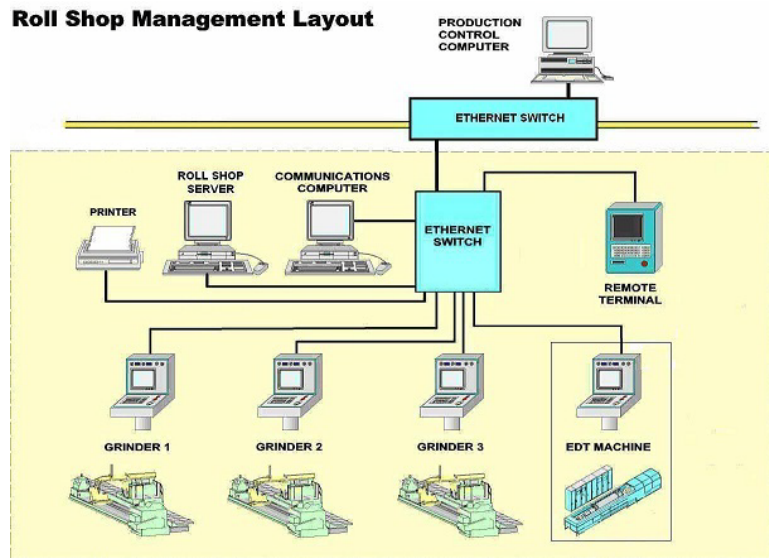 Roll Shop Management Layout
PRODUCTION
CONTROL
COMPUTER
ETHERNET SWITCH
ROLL SHOP
SERVER
COMMUNICATIONS
COMPUTER
PRINTER
ETHERNET
SWITCH
REMOTE
TERMINAL
GRINDER 1
GRINDER 2
GRINDER 3
EDT MACHINE